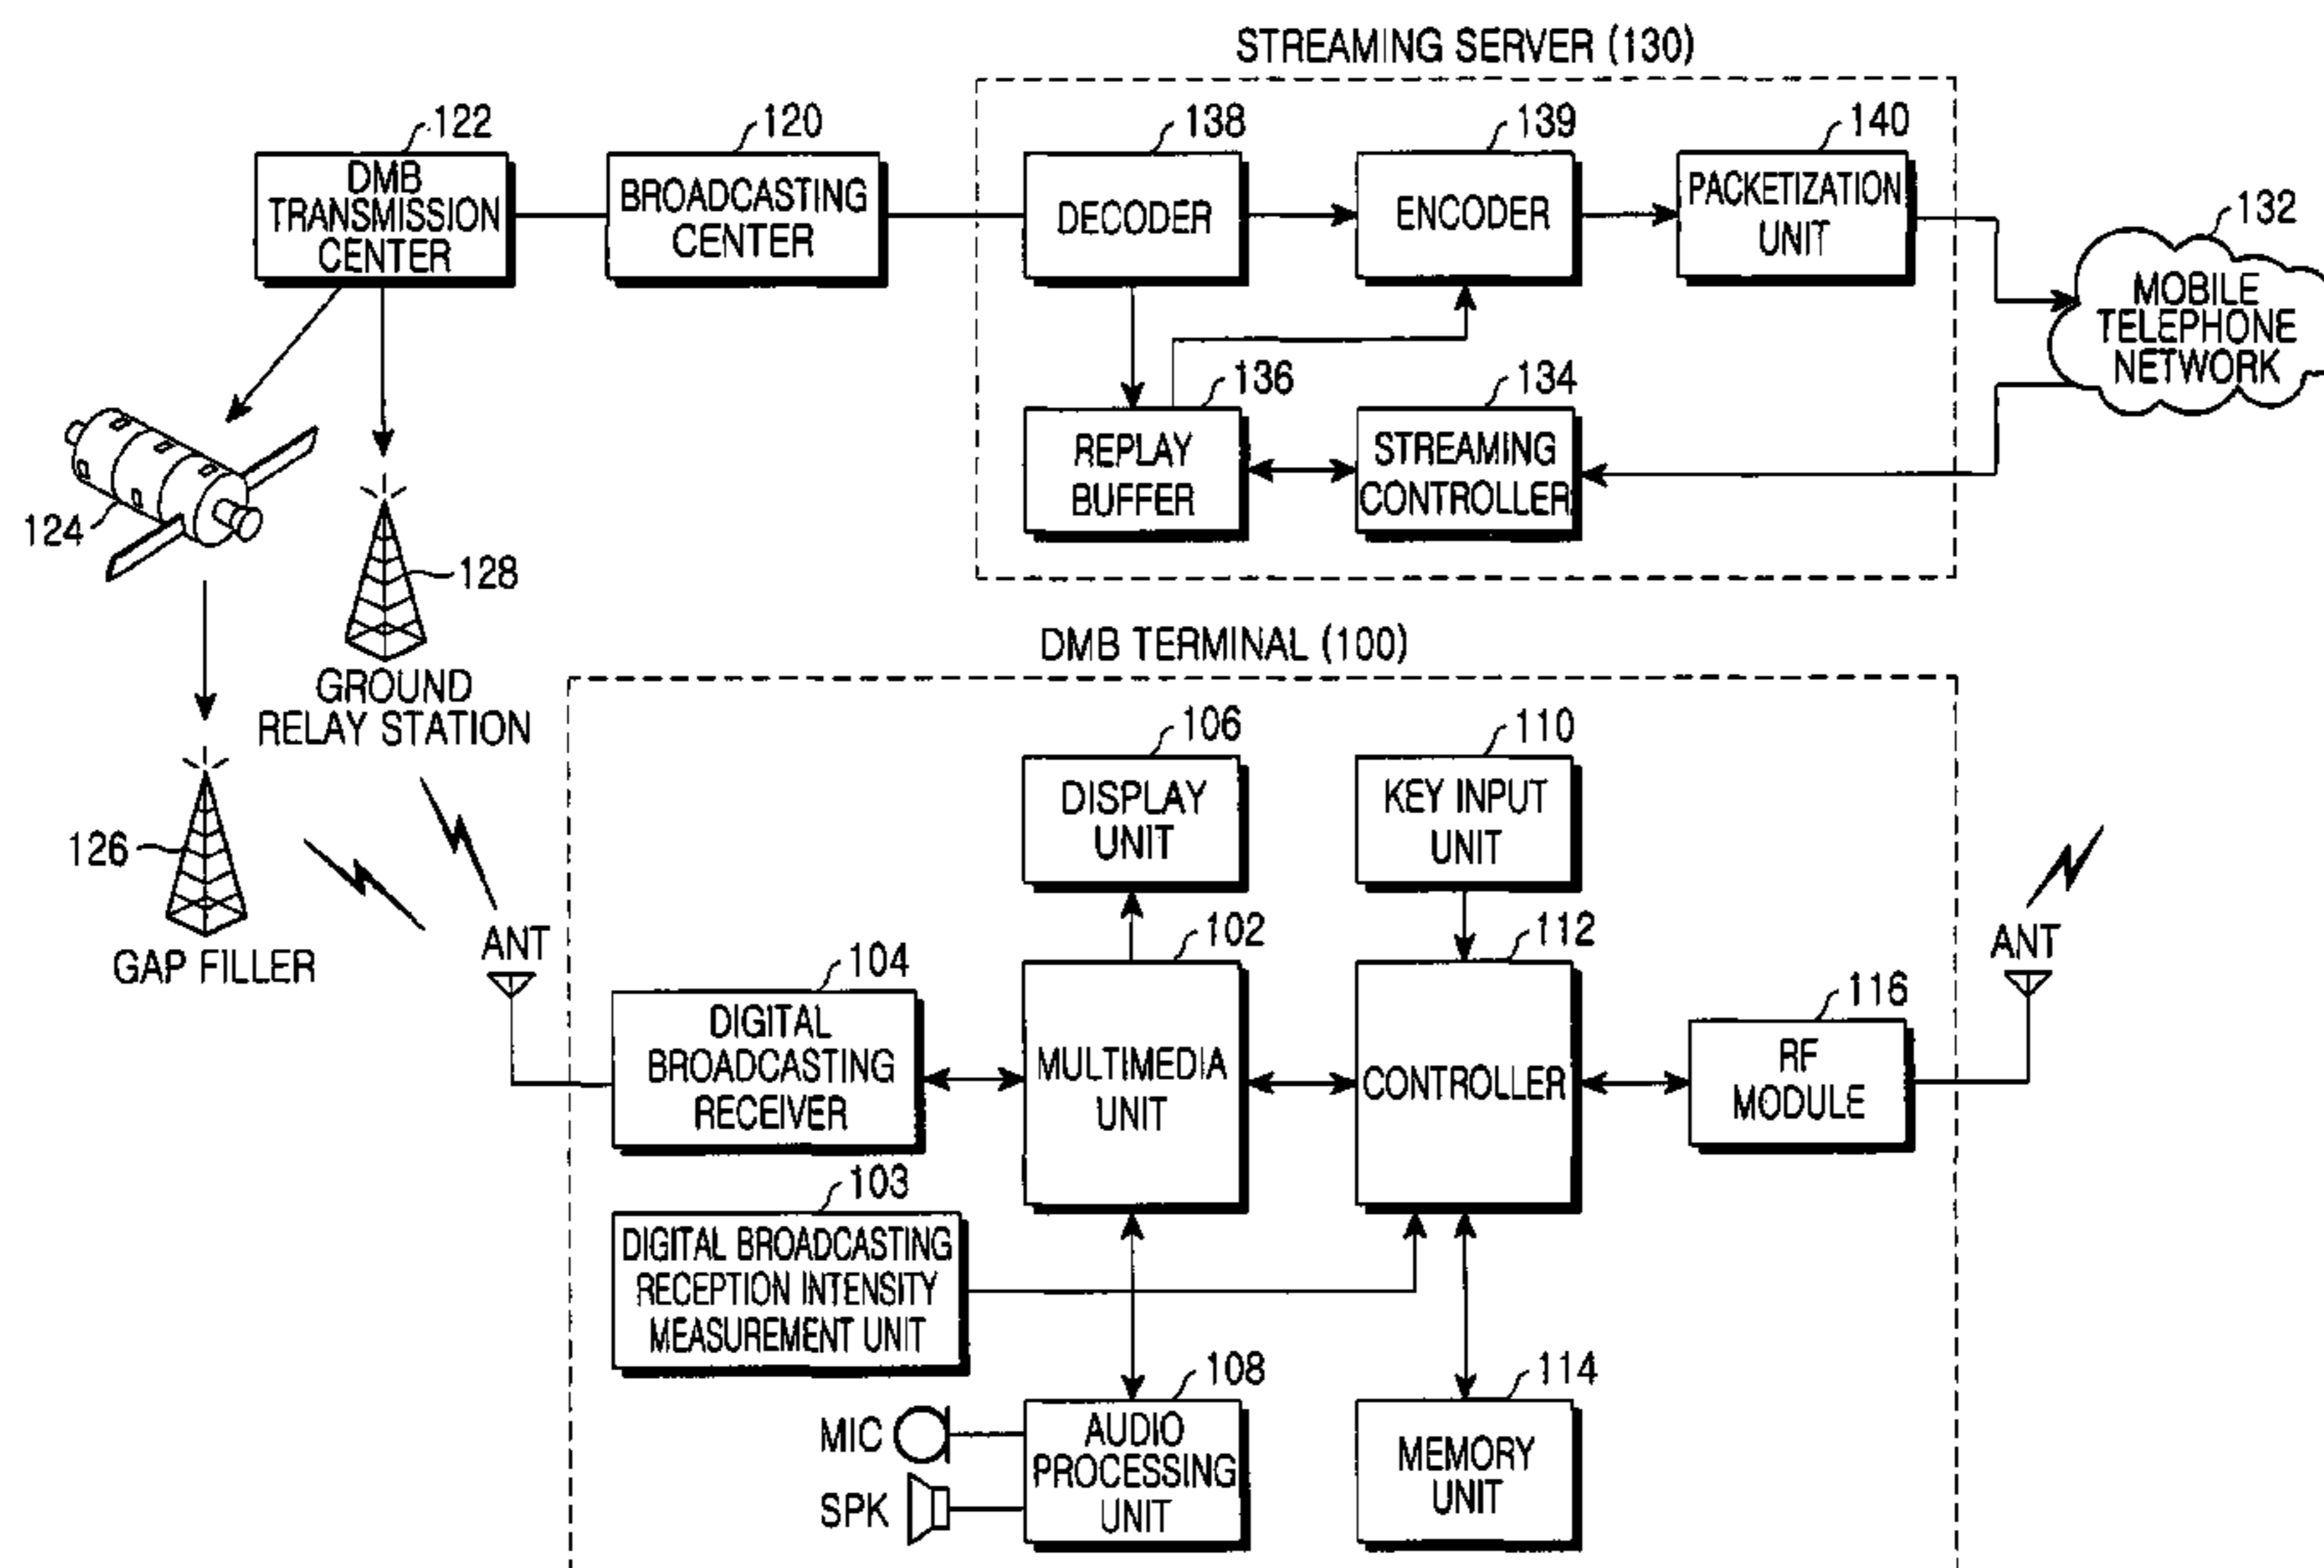 STREAMING SERVER (130)
122
120
138
139
140
DMB
TRANSMISSION
CENTER
BROADCASTING
CENTER
DECODER
ENCODER
PACKETIZATION
UNIT
132
MOBILE
TELEPHONE
NETWORK
136
134
REPLAY
BUFFER
STREAMING
CONTROLLER
124
128
GROUND
RELAY STATION
DMB TERMINAL (100)
106
110
DISPLAY
UNIT
KEY INPUT
UNIT
126
GAP FILLER
ANT
104
102
112
ANT
116
DIGITAL
BROADCASTING
RECEIVER
MULTIMEDIA
UNIT
CONTROLLER
RF
MODULE
103
DIGITAL BROADCASTING
RECEPTION INTENSITY
MEASUREMENT UNIT
108
114
MIC
SPK
AUDIO
PROCESSING
UNIT
MEMORY
UNIT